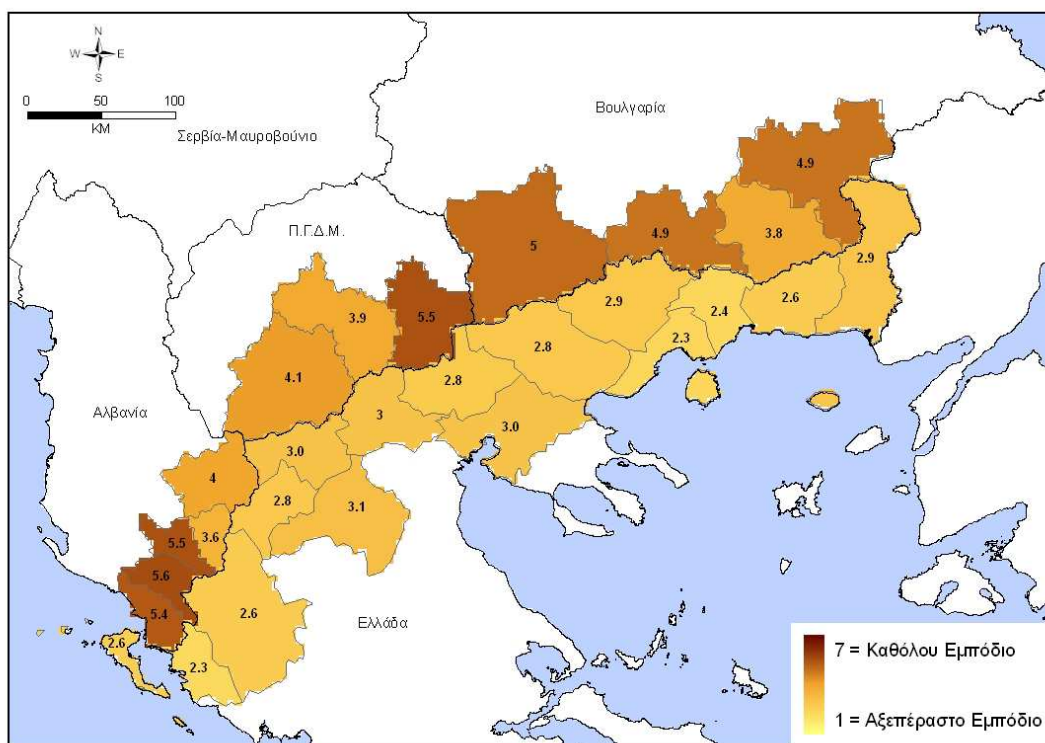 N
W E
S
0 50 100
KM
Σερβία-Μαυροβούνιο
Βουλγαρία
4.9
Π.Γ.Δ.Μ.
5
4.9
3.8
2.9
3.9
5.5
2.9
2.4
2.6
2.3
2.8
4.1
2.8
Αλβανία
3
3.0
3.0
4
2.8
3.1
5.5
3.6
5.6
5.4
2.6
Ελλάδα
2.6
2.3
7 = Καθόλου Εμπόδιο
1 = Αξεπέραστο Εμπόδιο